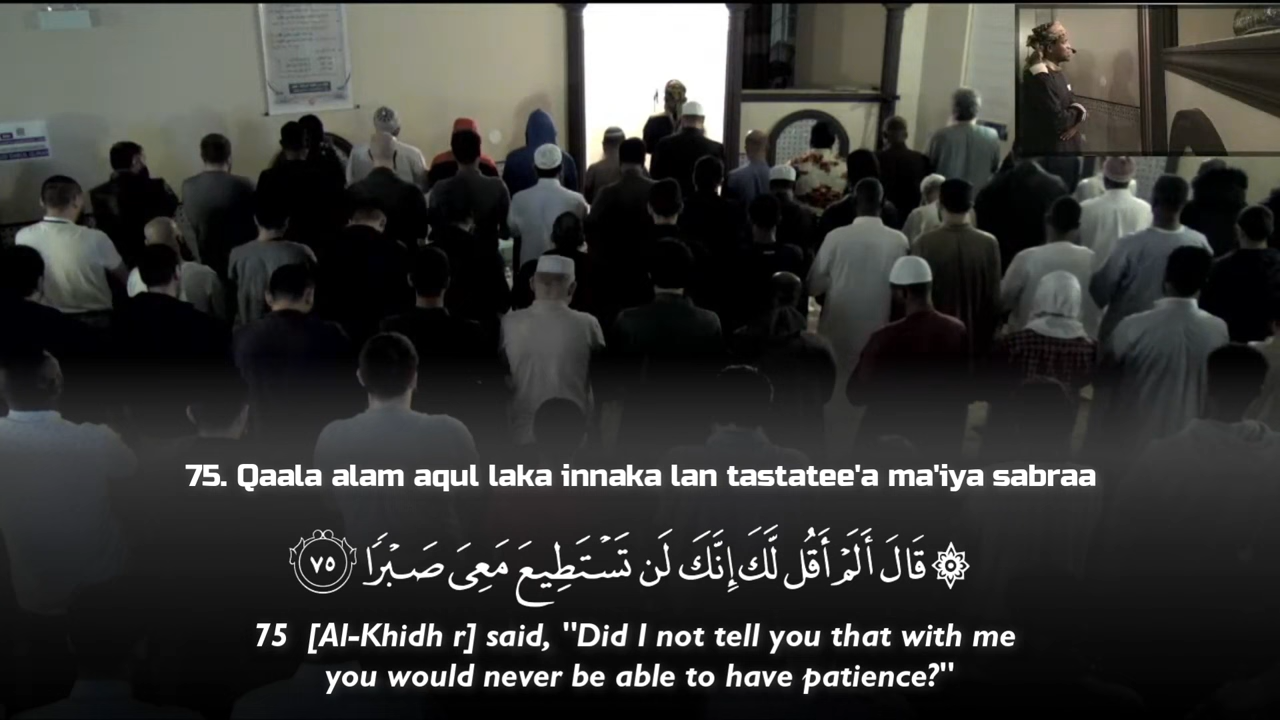 75. Qaala alam aqul laka innaka lan tastatee'a ma'iya sabraa
۞ قَالَ أَلَمْ أَقُل لَّكَ إِنَّكَ لَن تَسْتَطِيعَ مَعِىَ صَبْرًا ٧٥
75 [Al-Khidh r] said, "Did I not tell you that with me
you would never be able to have patience?"